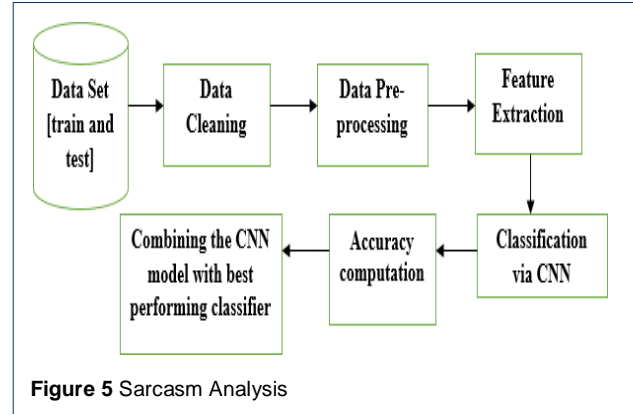 Data Set
[train and
test]
Data
Cleaning
Data Pre-
processing
Feature
Extraction
Classification
via CNN
Accuracy
computation
Combining the CNN
model with best
performing classifier
Figure 5 Sarcasm Analysis